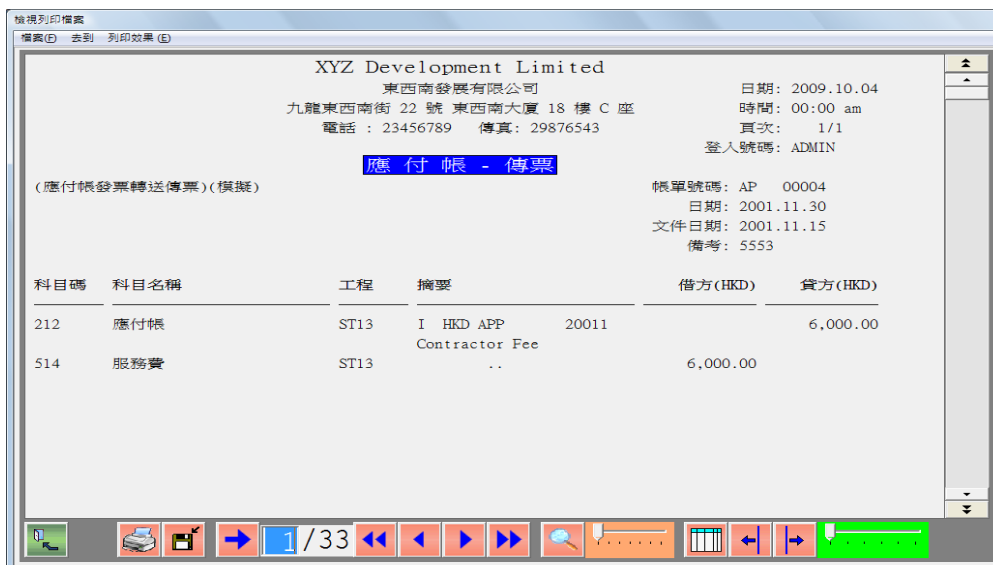 檢視列印檔案
檔案(F) 去到 列印效果(E)
XYZ Development Limited
東西南發展有限公司
日期: 2009.10.04
九龍東西南街 22 號 東西南大厦 18 樓 C 座
時間: 00:00 am
電話 : 23456789 傳真: 29876543
頁次: 1/1
登入號碼: ADMIN
應 付 帳 - 傳票
(應付帳發票轉送傳票)(模擬)
帳單號碼: AP 00004
日期: 2001.11.30
文件日期: 2001.11.15
備考: 5553
科目碼 科目名稱 工程 摘要 借方(HKD) 貸方(HKD)
212 應付帳 ST13 I HKD APP 20011 6,000.00
Contractor Fee
514 服務費 ST13 .. 6,000.00
1 /33